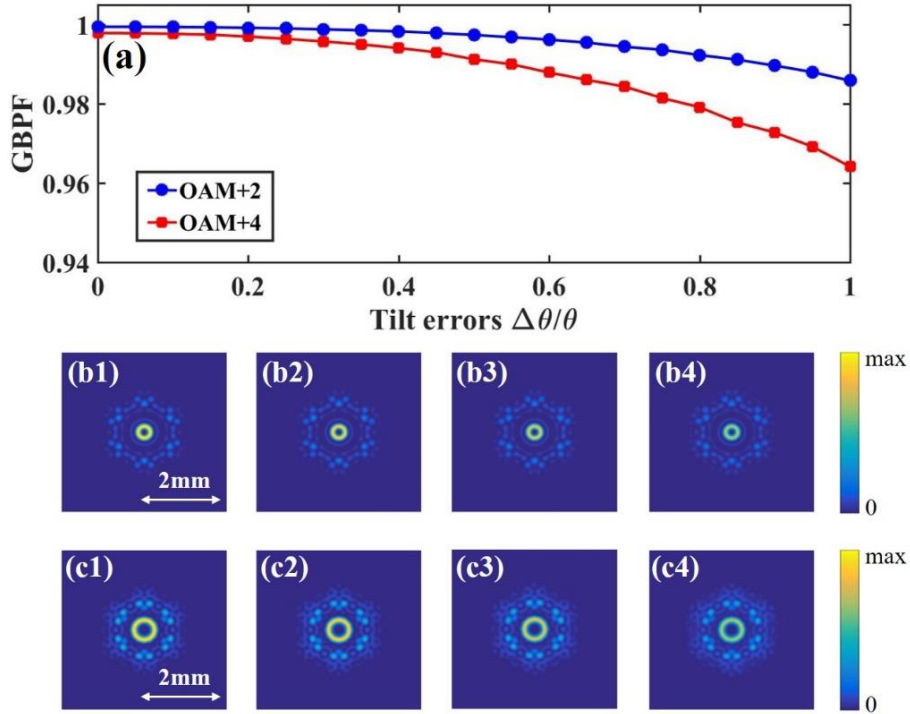 (a)
GBPF
1
0.98
0.96
0.94
OAM+2
OAM+4
0 0.2 0.4 0.6 0.8 1
Tilt errors Δθ/θ
(b1) (b2) (b3) (b4) max
2mm
0
(c1) (c2) (c3) (c4) max
2mm
0